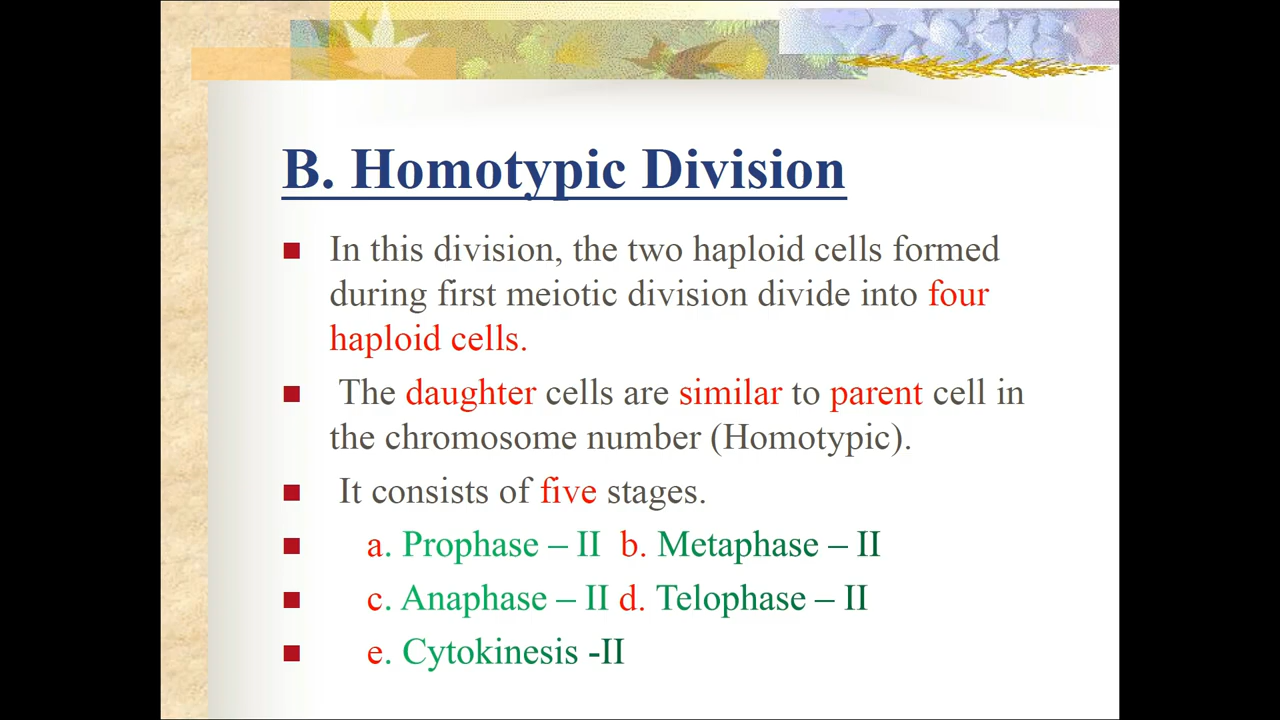 B. Homotypic Division
In this division, the two haploid cells formed
during first meiotic division divide into four
haploid cells.
The daughter cells are similar to parent cell in
the chromosome number (Homotypic).
It consists of five stages.
a. Prophase – II b. Metaphase – II
c. Anaphase – II d. Telophase – II
e. Cytokinesis -II